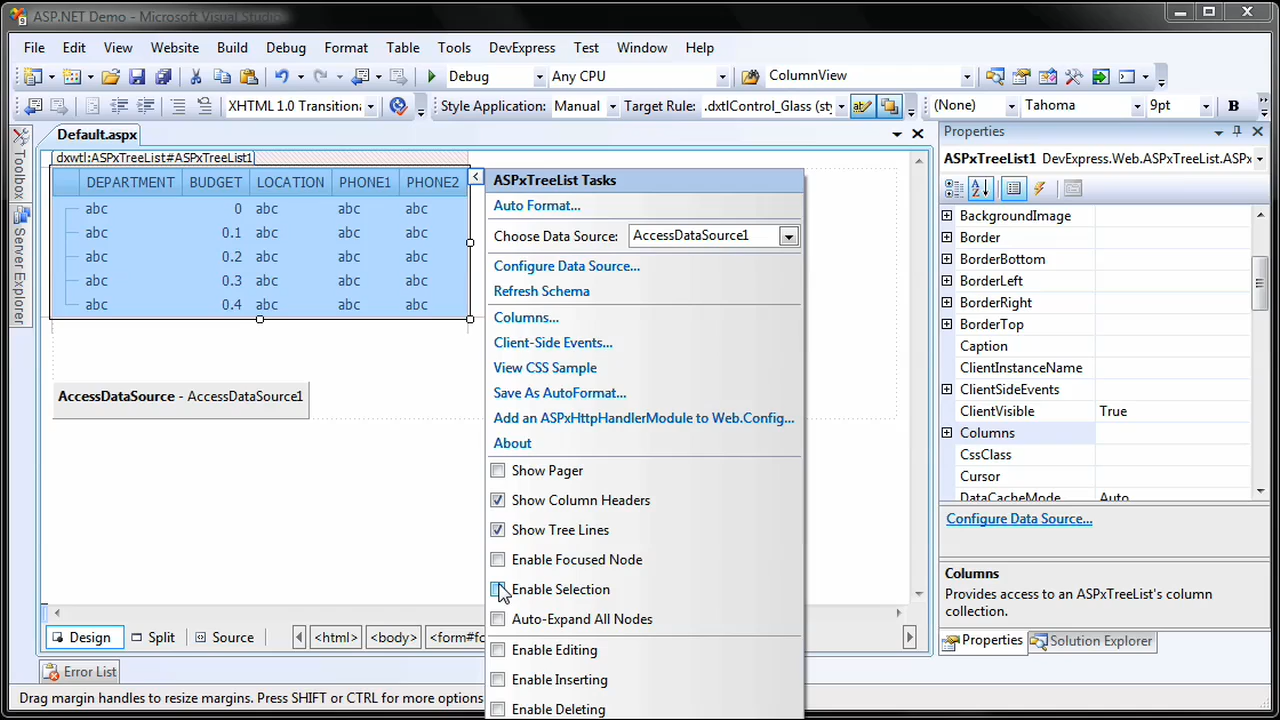 ASP.NET Demo - Microsoft Visual Studio
File Edit View Website Build Debug Format Table Tools DevExpress Test Window Help
Debug Any CPU ColumnView
XHTML 1.0 Transition: Style Application: Manual Target Rule: .dxtlControl_Glass (sty (None) Tahoma 9pt B
Toolbox
Server Explorer
Default.aspx
dxwtl:ASPxTreeList#ASPxTreeList1
DEPARTMENT BUDGET LOCATION PHONE1 PHONE2
abc 0 abc abc abc
abc 0.1 abc abc abc
abc 0.2 abc abc abc
abc 0.3 abc abc abc
abc 0.4 abc abc abc
AccessDataSource - AccessDataSource1
ASPxTreeList Tasks
Auto Format...
Choose Data Source: AccessDataSource1
Configure Data Source...
Refresh Schema
Columns...
Client-Side Events...
View CSS Sample
Save As AutoFormat...
Add an ASPxHttpHandlerModule to Web.Config...
About
Show Pager
Show Column Headers
Show Tree Lines
Enable Focused Node
Enable Selection
Auto-Expand All Nodes
Enable Editing
Enable Inserting
Enable Deleting
Design Split Source <html> <body> <form#fo
Error List
Drag margin handles to resize margins. Press SHIFT or CTRL for more options
Properties
ASPxTreeList1 DevExpress.Web.ASPxTreeList.ASPx
BackgroundImage
Border
BorderBottom
BorderLeft
BorderRight
BorderTop
Caption
ClientInstanceName
ClientSideEvents
ClientVisible True
Columns
CssClass
Cursor
DataCacheMode Auto
Configure Data Source...
Columns
Provides access to an ASPxTreeList's column
collection.
Properties Solution Explorer